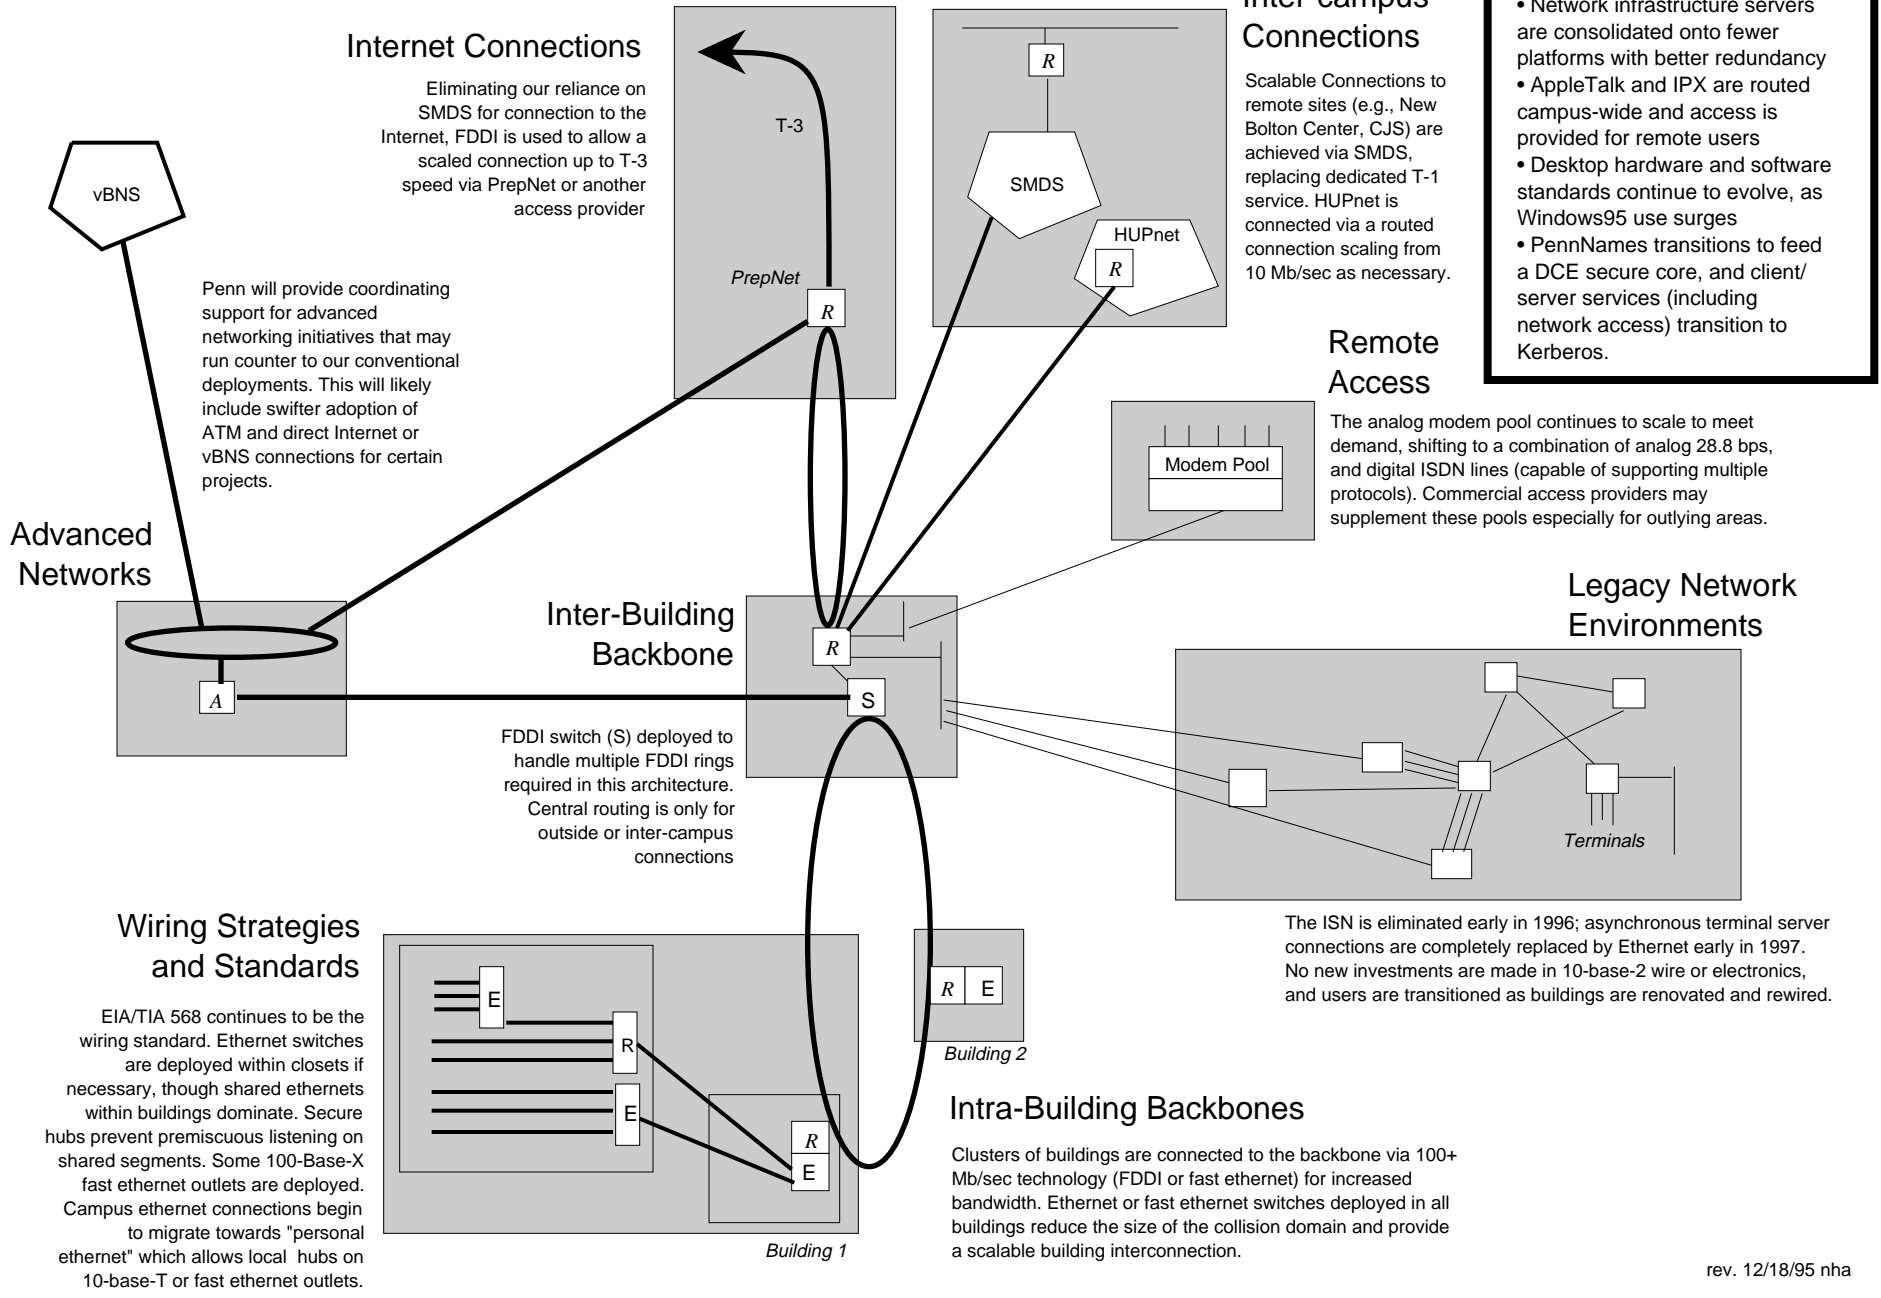 Internet Connections
Eliminating our reliance on
SMDS for connection to the
Internet, FDDI is used to allow a
scaled connection up to T-3
speed via PrepNet or another
access provider
T-3
PrepNet
R
Inter-campus
Connections
Scalable Connections to
remote sites (e.g., New
Bolton Center, CJS) are
achieved via SMDS,
replacing dedicated T-1
service. HUPnet is
connected via a routed
connection scaling from
10 Mb/sec as necessary.
R
SMDS
HUPnet
R
• Network infrastructure servers
are consolidated onto fewer
platforms with better redundancy
• AppleTalk and IPX are routed
campus-wide and access is
provided for remote users
• Desktop hardware and software
standards continue to evolve, as
Windows95 use surges
• PennNames transitions to feed
a DCE secure core, and client/
server services (including
network access) transition to
Kerberos.
vBNS
Penn will provide coordinating
support for advanced
networking initiatives that may
run counter to our conventional
deployments. This will likely
include swifter adoption of
ATM and direct Internet or
vBNS connections for certain
projects.
Advanced
Networks
A
Remote
Access
The analog modem pool continues to scale to meet
demand, shifting to a combination of analog 28.8 bps,
and digital ISDN lines (capable of supporting multiple
protocols). Commercial access providers may
supplement these pools especially for outlying areas.
Modem Pool
Inter-Building
Backbone
R
S
FDDI switch (S) deployed to
handle multiple FDDI rings
required in this architecture.
Central routing is only for
outside or inter-campus
connections
Legacy Network
Environments
Terminals
The ISN is eliminated early in 1996; asynchronous terminal server
connections are completely replaced by Ethernet early in 1997.
No new investments are made in 10-base-2 wire or electronics,
and users are transitioned as buildings are renovated and rewired.
Wiring Strategies
and Standards
EIA/TIA 568 continues to be the
wiring standard. Ethernet switches
are deployed within closets if
necessary, though shared ethernets
within buildings dominate. Secure
hubs prevent premiscuous listening on
shared segments. Some 100-Base-X
fast ethernet outlets are deployed.
Campus ethernet connections begin
to migrate towards "personal
ethernet" which allows local hubs on
10-base-T or fast ethernet outlets.
E
R
E
R
E
Building 1
R E
Building 2
Intra-Building Backbones
Clusters of buildings are connected to the backbone via 100+
Mb/sec technology (FDDI or fast ethernet) for increased
bandwidth. Ethernet or fast ethernet switches deployed in all
buildings reduce the size of the collision domain and provide
a scalable building interconnection.
rev. 12/18/95 nha